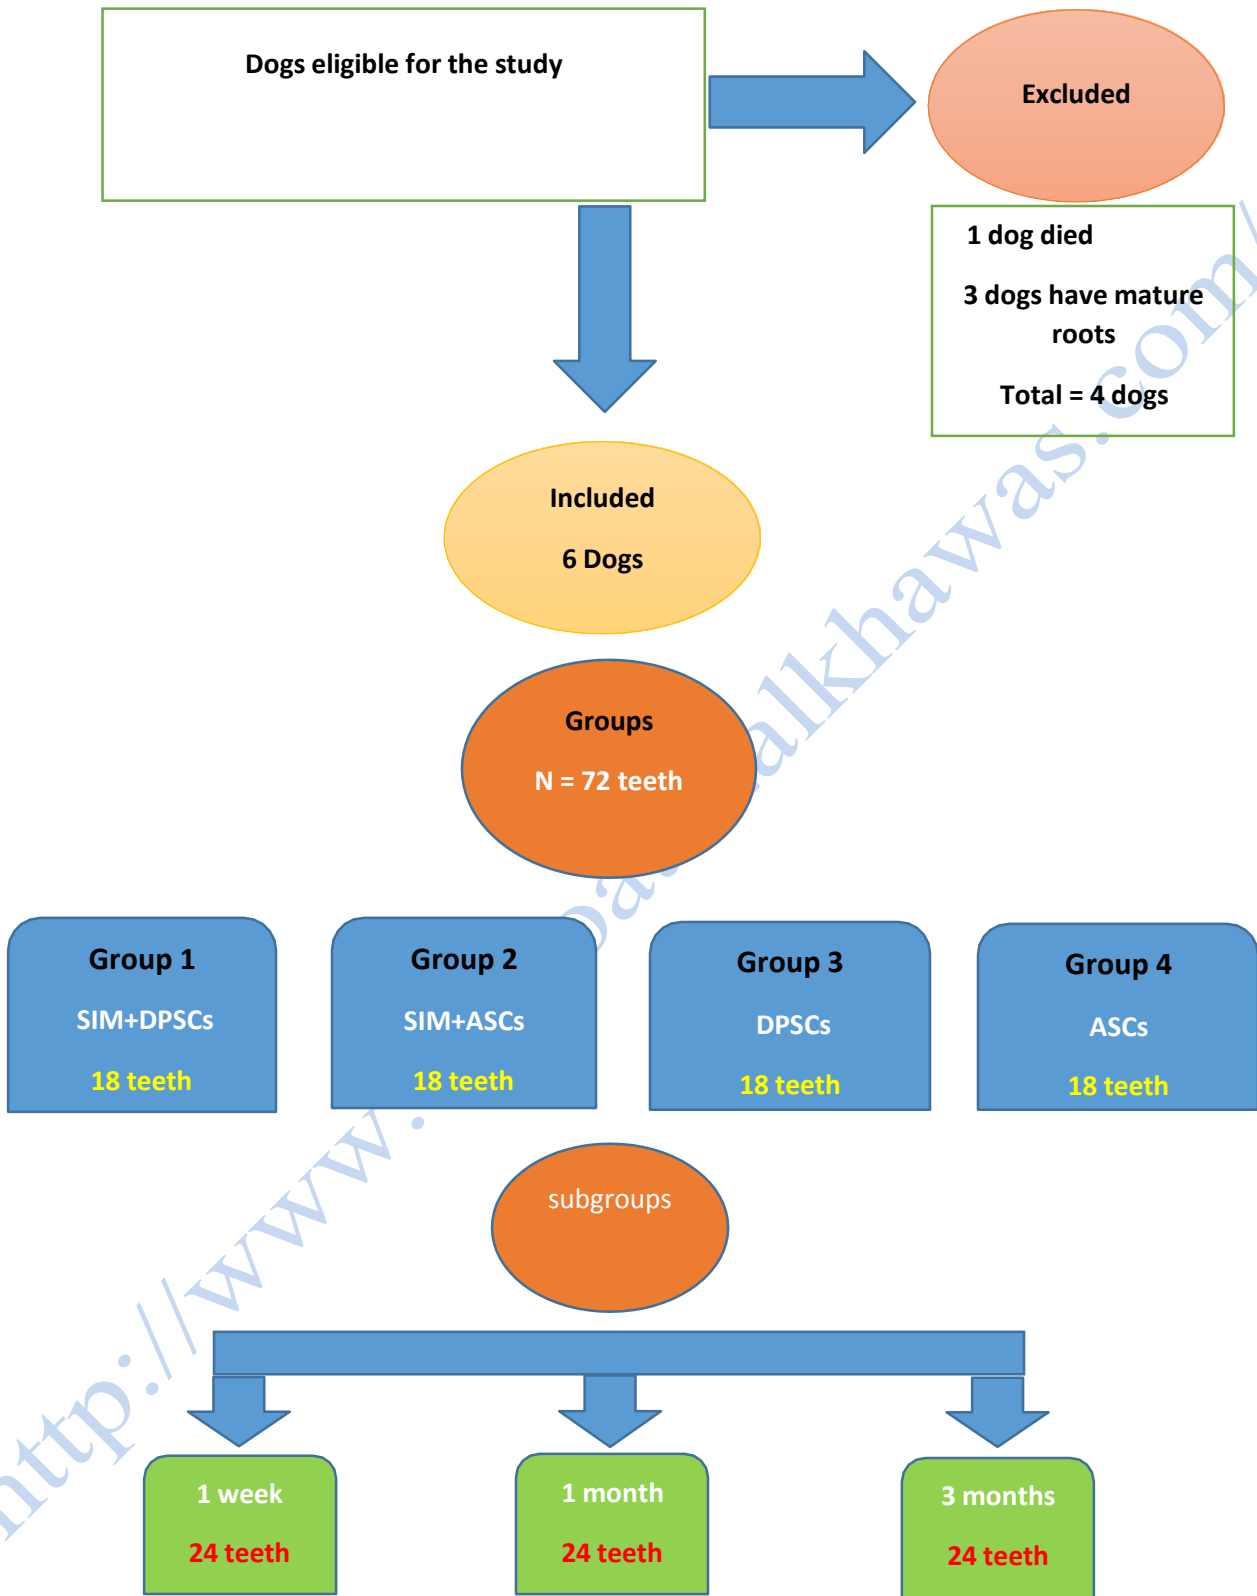 Dogs eligible for the study
Excluded
1 dog died
3 dogs have mature
roots
Total = 4 dogs
Included
6 Dogs
Groups
N = 72 teeth
Group 1
SIM+DPSCs
18 teeth
Group 2
SIM+ASCs
18 teeth
Group 3
DPSCs
18 teeth
Group 4
ASCs
18 teeth
subgroups
1 week
24 teeth
1 month
24 teeth
3 months
24 teeth